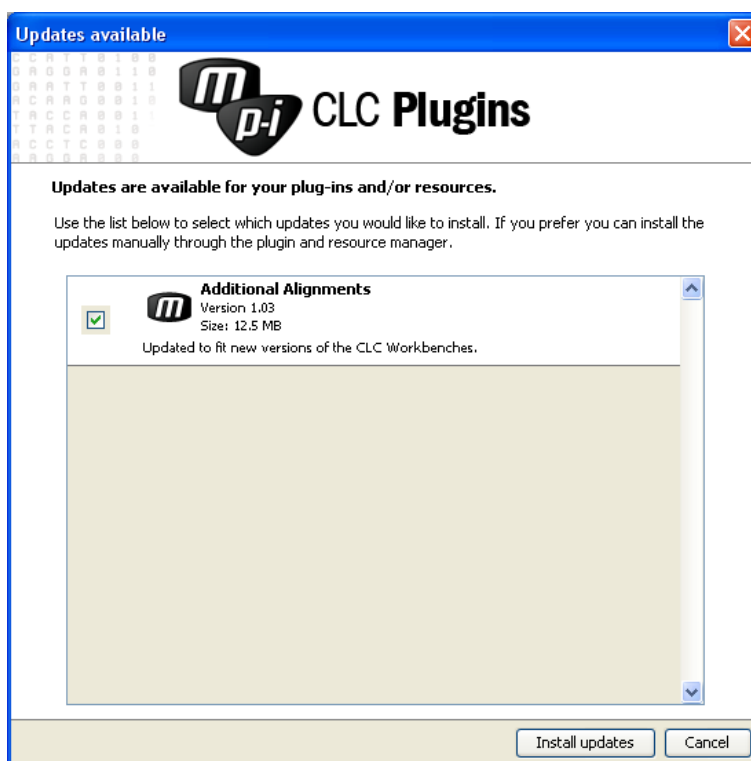 Updates available
m
p-i
CLC Plugins
Updates are available for your plug-ins and/or resources.
Use the list below to select which updates you would like to install. If you prefer you can install the
updates manually through the plugin and resource manager.
m
Additional Alignments
Version 1.03
Size: 12.5 MB
Updated to fit new versions of the CLC Workbenches.
Install updates
Cancel